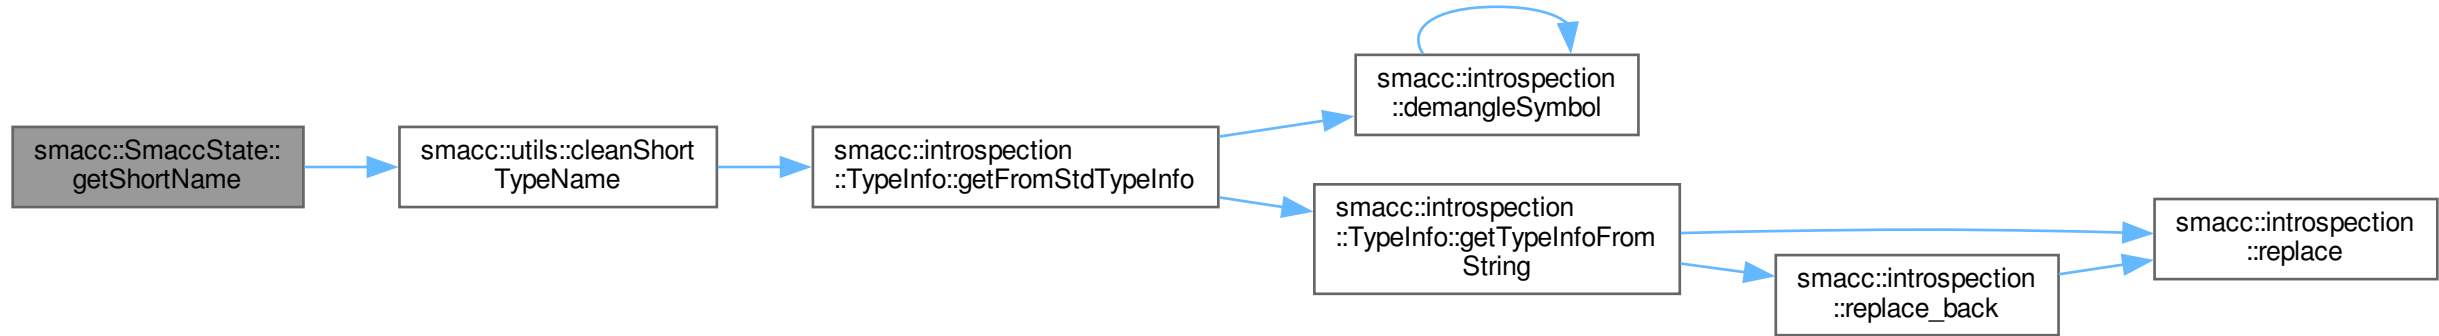 smacc::SmaccState::
getShortName
smacc::utils::cleanShort
TypeName
smacc::introspection
::TypeInfo::getFromStdTypeInfo
smacc::introspection
::demangleSymbol
smacc::introspection
::TypeInfo::getTypeInfoFrom
String
smacc::introspection
::replace_back
smacc::introspection
::replace